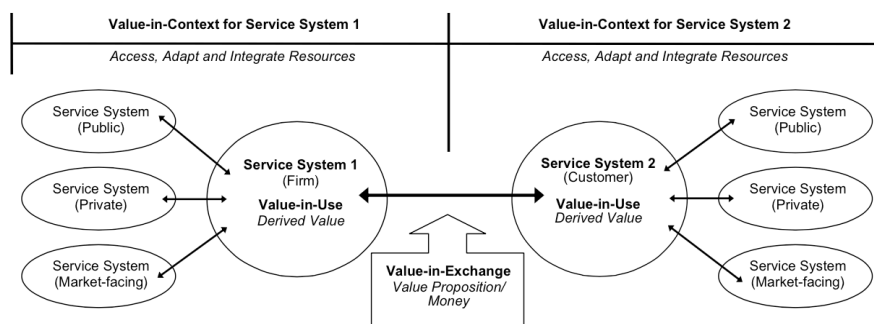 Value-in-Context for Service System 1
Value-in-Context for Service System 2
Access, Adapt and Integrate Resources
Access, Adapt and Integrate Resources
Service System
(Public)
Service System
(Private)
Service System
(Market-facing)
Service System 1
(Firm)
Value-in-Use
Derived Value
Value-in-Exchange
Value Proposition/
Money
Service System 2
(Customer)
Value-in-Use
Derived Value
Service System
(Public)
Service System
(Private)
Service System
(Market-facing)